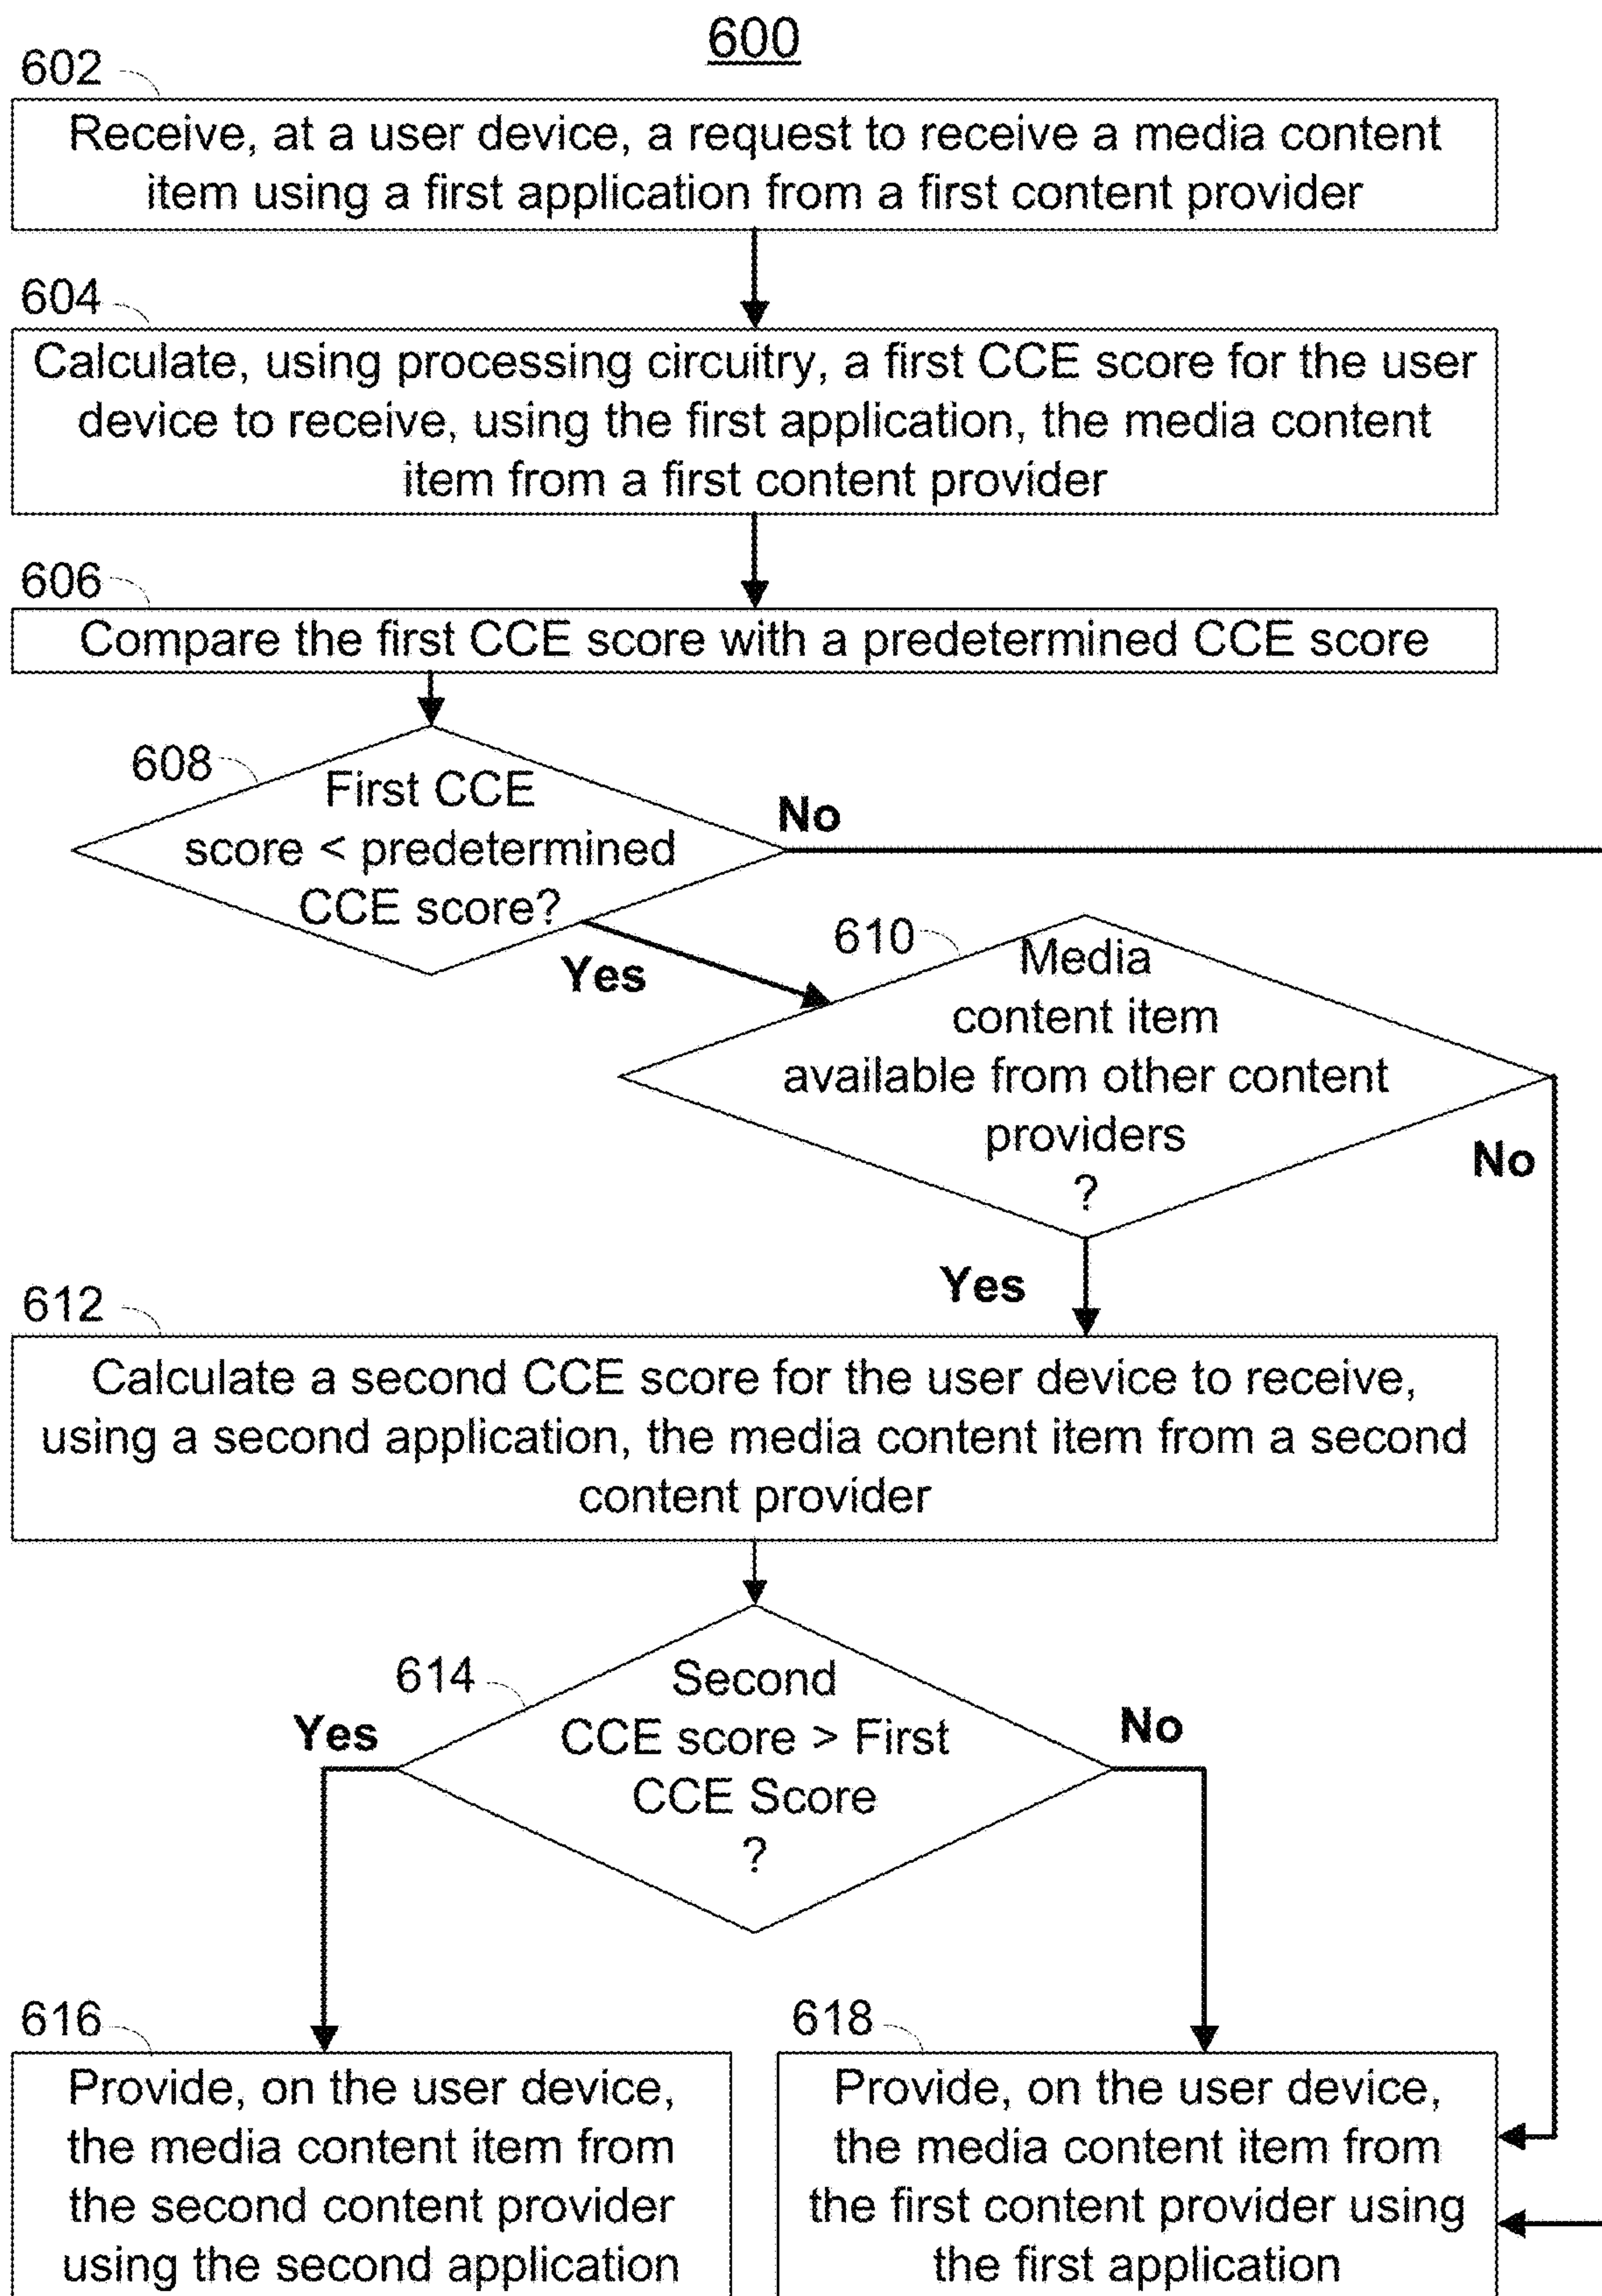 600
602
Receive, at a user device, a request to receive a media content
item using a first application from a first content provider
604
Calculate, using processing circuitry, a first CCE score for the user
device to receive, using the first application, the media content
item from a first content provider
606
Compare the first CCE score with a predetermined CCE score
608
First CCE
score < predetermined
CCE score?
No
Yes
610
Media
content item
available from other content
providers
?
No
Yes
612
Calculate a second CCE score for the user device to receive,
using a second application, the media content item from a second
content provider
614
Second
CCE score > First
CCE Score
?
Yes
No
616
Provide, on the user device,
the media content item from
the second content provider
using the second application
618
Provide, on the user device,
the media content item from
the first content provider using
the first application